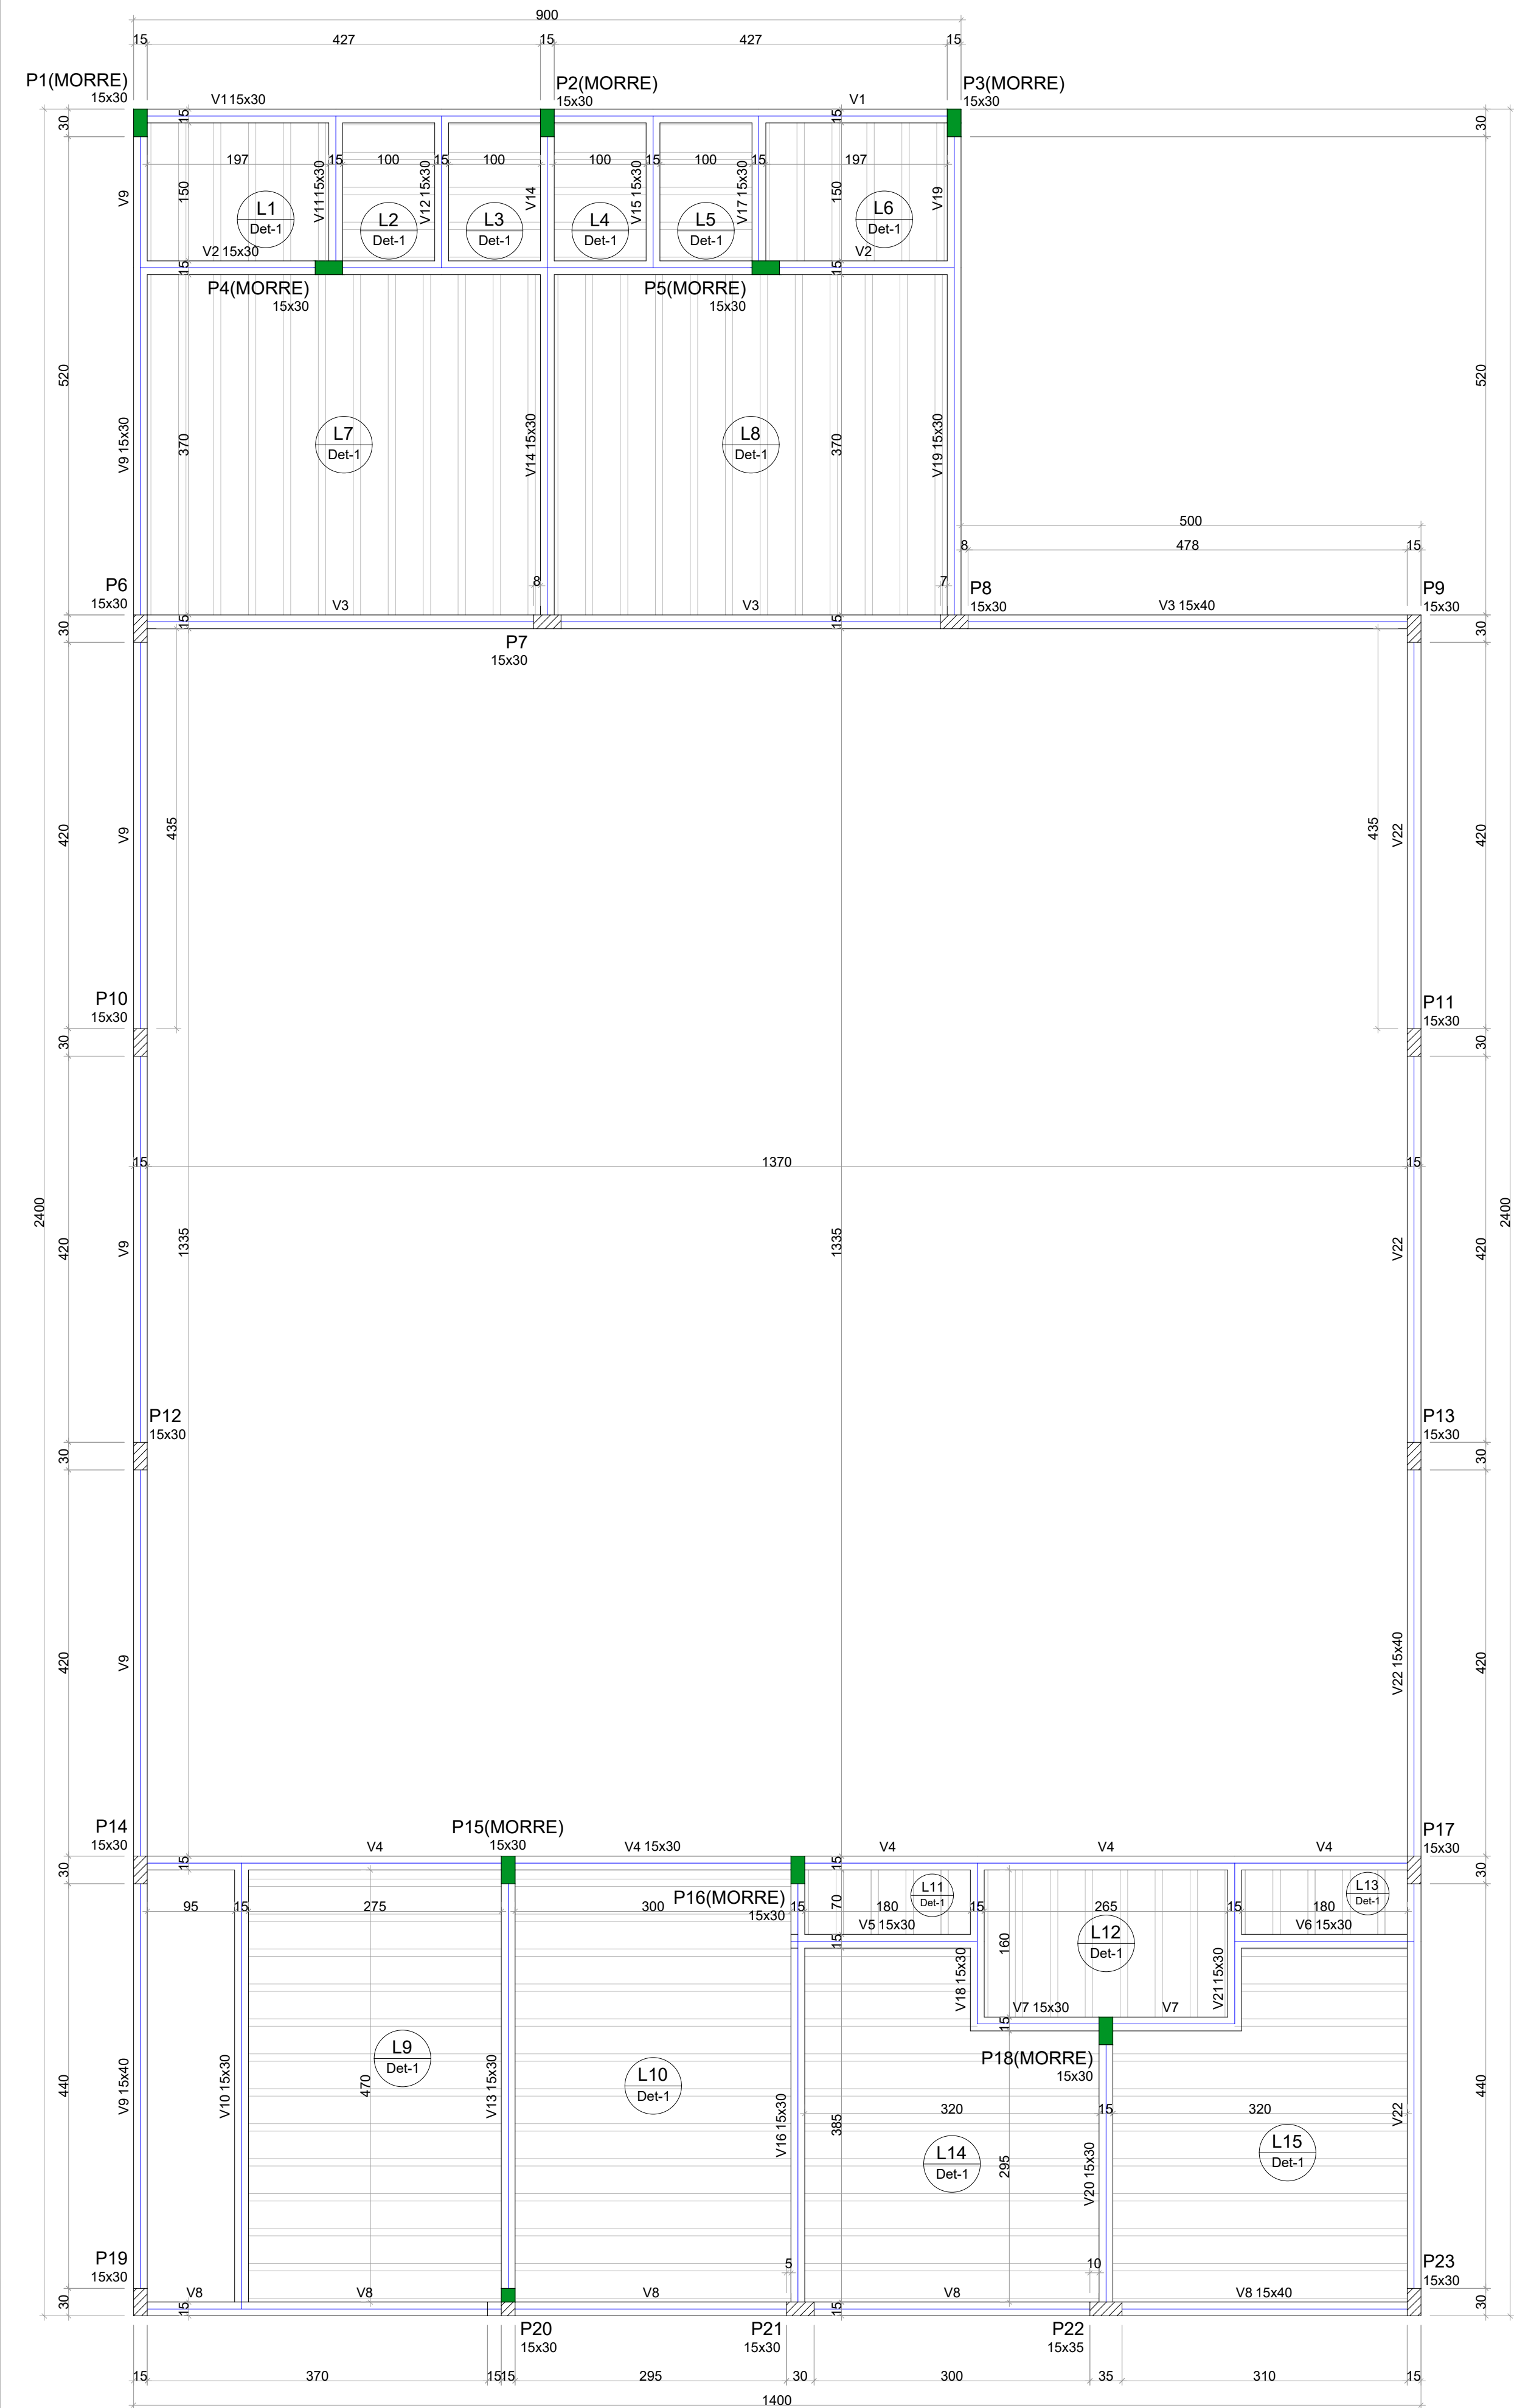 900
15 427 15 427 15
P1(MORRE)
15x30
P2(MORRE)
15x30
P3(MORRE)
15x30
V1 15x30
V1
30
15
15
30
197 15 100 15 100 100 15 100 15 197
V9
150
V11 15x30
V12 15x30
V14
V15 15x30
V17 15x30
150
V19
L1
Det-1
L2
Det-1
L3
Det-1
L4
Det-1
L5
Det-1
L6
Det-1
V2 15x30
V2
15
15
P4(MORRE)
15x30
P5(MORRE)
15x30
520
520
V9 15x30
370
L7
Det-1
V14 15x30
L8
Det-1
370
V19 15x30
500
8 478 15
8
7
P6
15x30
V3
V3
P8
15x30
V3 15x40
P9
15x30
30
15
15
30
P7
15x30
420
V9
435
435
V22
420
P10
15x30
P11
15x30
30
30
15 1370 15
2400
2400
420
V9
1335
1335
V22
420
P12
15x30
P13
15x30
30
30
420
V9
V22 15x40
420
P14
15x30
P15(MORRE)
15x30
P17
15x30
V4
V4 15x30
V4
V4
V4
30
15
15
30
P16(MORRE)
15x30
L11
Det-1
L13
Det-1
95 15 275 300 15 180 15 265 15 180
70
V5 15x30
V6 15x30
15
160
L12
Det-1
V18 15x30
V21 15x30
V7 15x30
V7
15
P18(MORRE)
15x30
L9
Det-1
L10
Det-1
440
V9 15x40
V10 15x30
470
V13 15x30
V16 15x30
385
320 15 320
V22
440
L14
Det-1
295
V20 15x30
L15
Det-1
5
10
P19
15x30
P23
15x30
V8
V8
V8
V8
V8 15x40
30
15
15
30
P20
15x30
P21
15x30
P22
15x35
15 370 15 15 295 30 300 35 310 15
1400